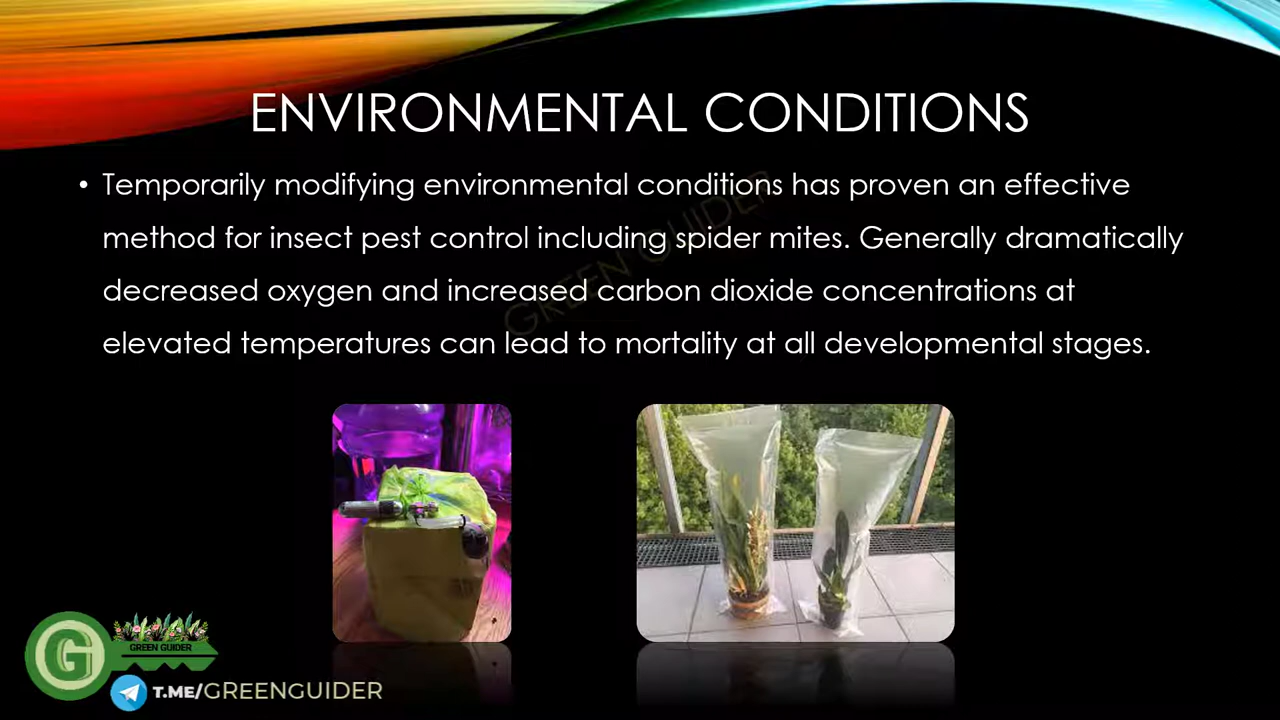 ENVIRONMENTAL CONDITIONS
• Temporarily modifying environmental conditions has proven an effective
method for insect pest control including spider mites. Generally dramatically
decreased oxygen and increased carbon dioxide concentrations at
elevated temperatures can lead to mortality at all developmental stages.
GREEN GUIDER
G
GREEN GUIDER
T.ME/GREENGUIDER